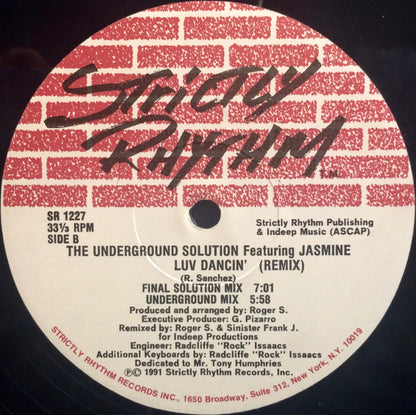 STRICTLY
RHYTHM T.M.
SR 1227
33⅓ RPM
SIDE B
Strictly Rhythm Publishing
& Indeep Music (ASCAP)
THE UNDERGROUND SOLUTION Featuring JASMINE
LUV DANCIN' (REMIX)
(R. Sanchez)
FINAL SOLUTION MIX 7:01
UNDERGROUND MIX 5:58
Produced and arranged by Roger S.
Executive Producer: G. Pizarro
Remixed by: Roger S. & Sinister Frank J.
for Indeep Productions
Engineer: Radcliffe "Rock" Issaacs
Additional Keyboards by: Radcliffe "Rock" Issaacs
Dedicated to Mr. Tony Humphries
℗© 1991 Strictly Rhythm Records, Inc.
STRICTLY RHYTHM RECORDS INC., 1650 Broadway, Suite 312, New York, N.Y. 10019